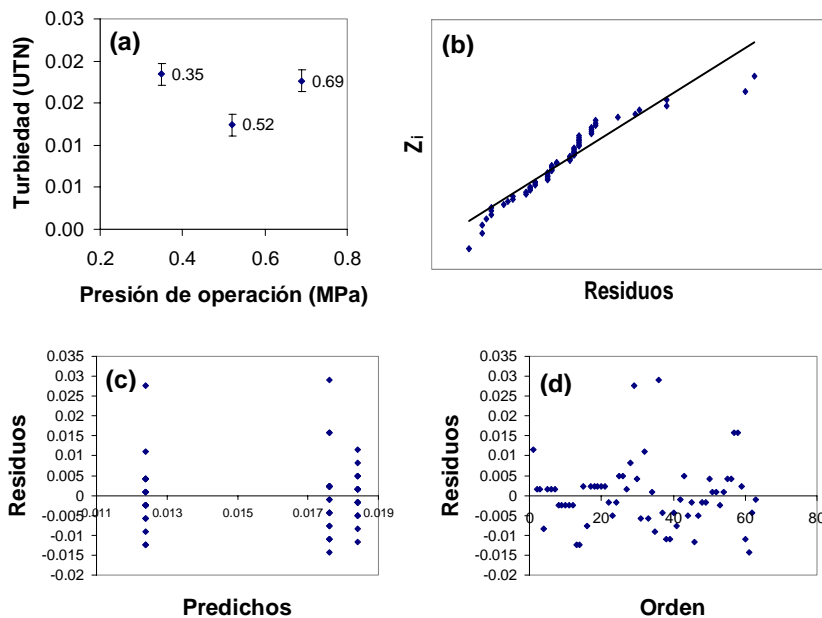 (a)
Turbiedad (UTN)
0.03
0.02
0.02
0.01
0.01
0.00
0.35
0.52
0.69
0.2 0.4 0.6 0.8
Presión de operación (MPa)
(b)
Zi
Residuos
(c)
Residuos
0.035
0.03
0.025
0.02
0.015
0.01
0.005
0
-0.005
-0.01
-0.015
-0.02
0.011 0.013 0.015 0.017 0.019
Predichos
(d)
Residuos
0.035
0.03
0.025
0.02
0.015
0.01
0.005
0
-0.005
-0.01
-0.015
-0.02
0 20 40 60 80
Orden